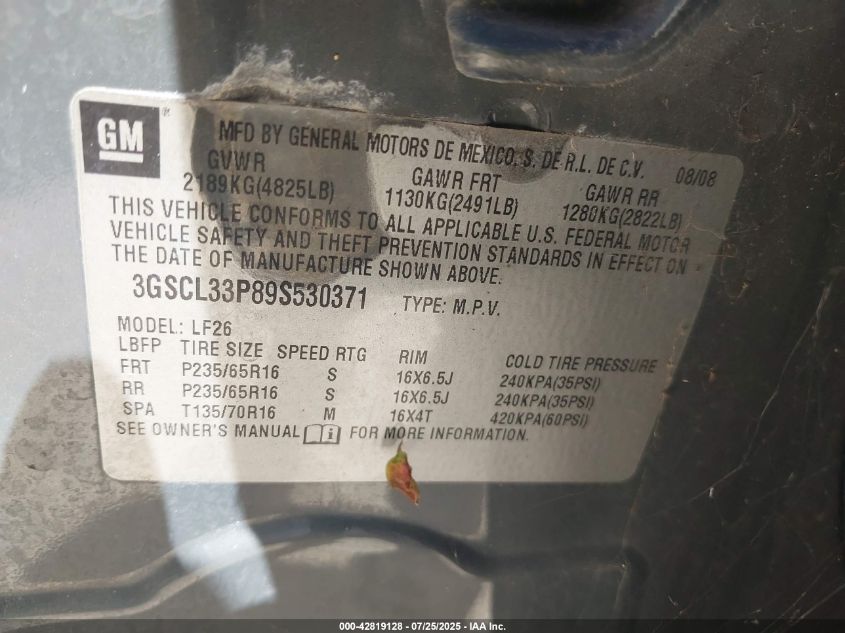 GM
MFD BY GENERAL MOTORS DE MEXICO, S. DE R.L. DE C.V. 08/08
GVWR GAWR FRT GAWR RR
2189KG(4825LB) 1130KG(2491LB) 1280KG(2822LB)
THIS VEHICLE CONFORMS TO ALL APPLICABLE U.S. FEDERAL MOTOR
VEHICLE SAFETY AND THEFT PREVENTION STANDARDS IN EFFECT ON
THE DATE OF MANUFACTURE SHOWN ABOVE.
3GSCL33P89S530371 TYPE: M.P.V.
MODEL: LF26
LBFP TIRE SIZE SPEED RTG RIM COLD TIRE PRESSURE
FRT P235/65R16 S 16X6.5J 240KPA(35PSI)
RR P235/65R16 S 16X6.5J 240KPA(35PSI)
SPA T135/70R16 M 16X4T 420KPA(60PSI)
SEE OWNER'S MANUAL FOR MORE INFORMATION.
000-42819128 - 07/25/2025 - IAA Inc.